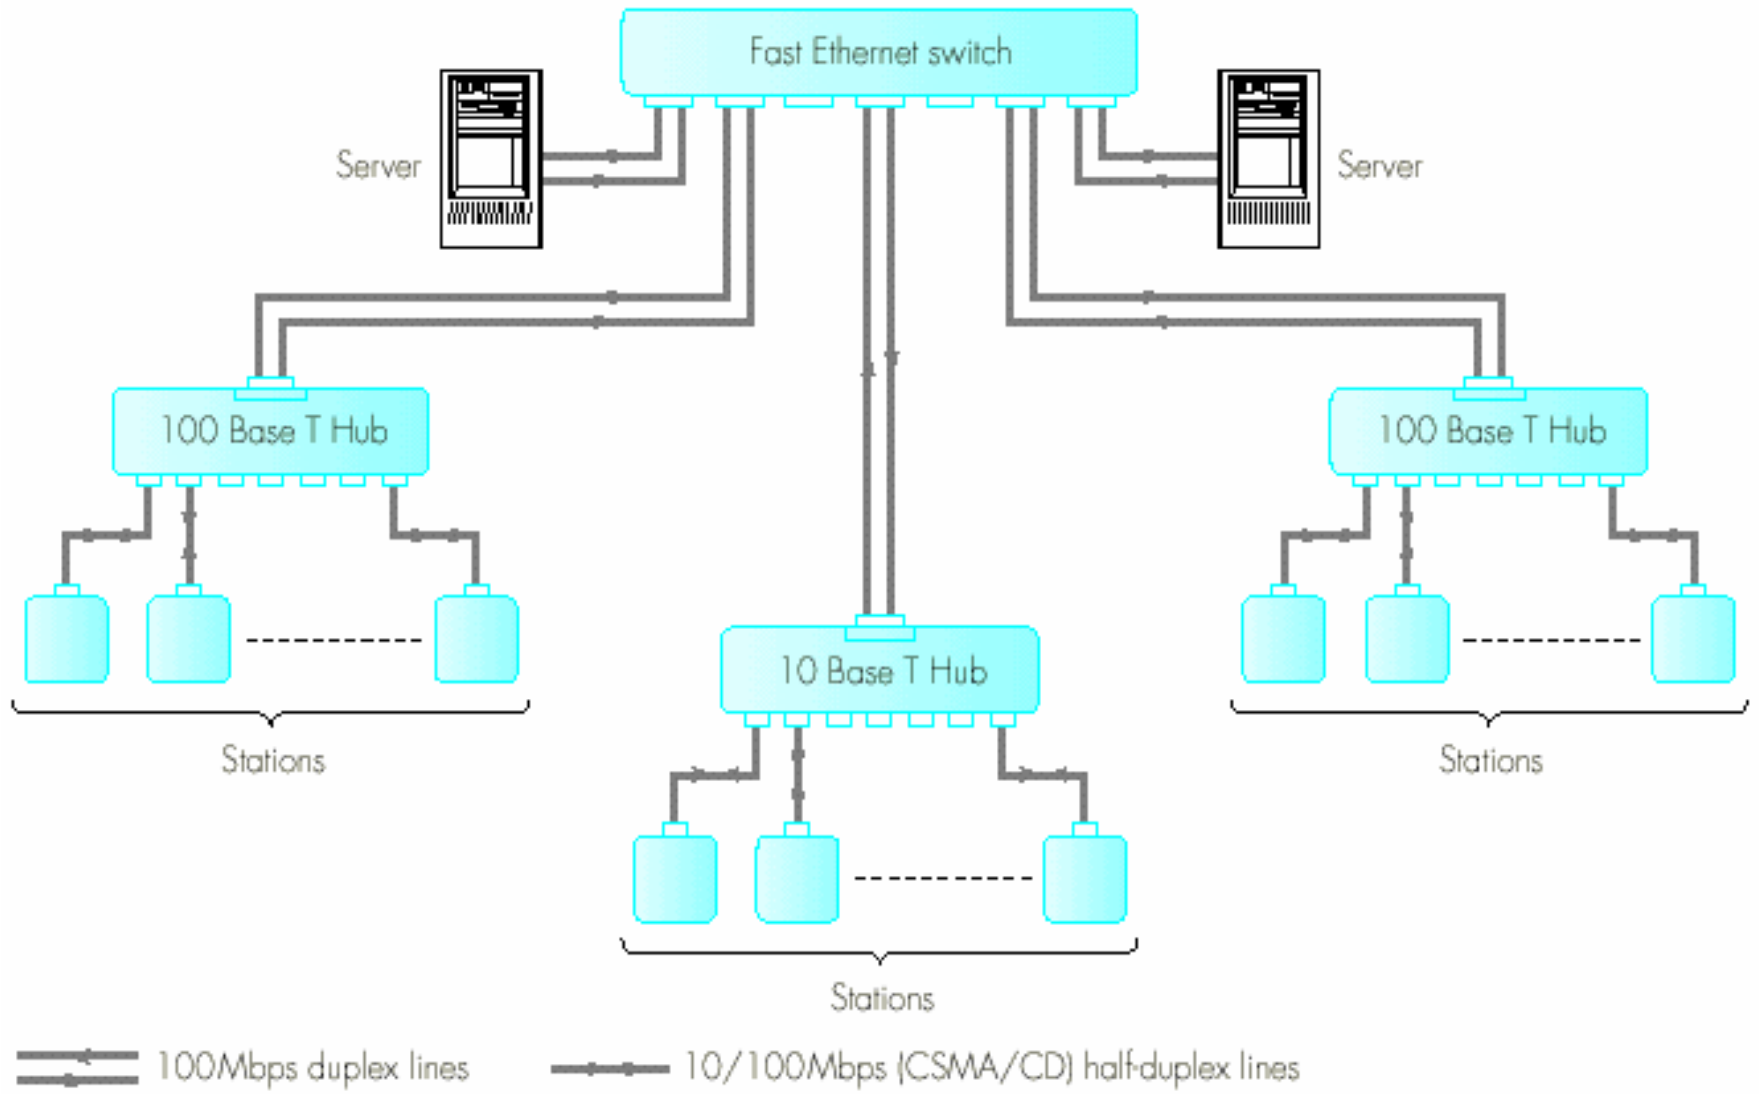 Fast Ethernet switch
Server
Server
100 Base T Hub
100 Base T Hub
10 Base T Hub
Stations
Stations
Stations
100Mbps duplex lines
10/100Mbps (CSMA/CD) half-duplex lines